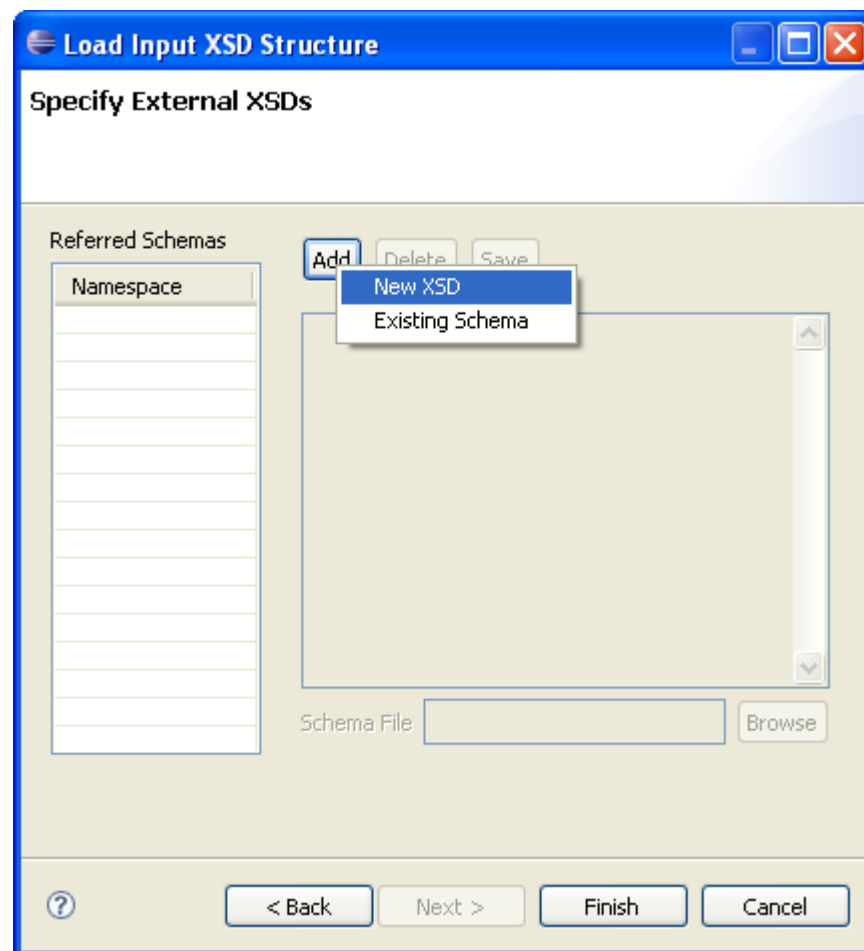 Load Input XSD Structure
Specify External XSDs
Referred Schemas
Add Delete Save
Namespace
New XSD
Existing Schema
Schema File Browse
? < Back Next > Finish Cancel